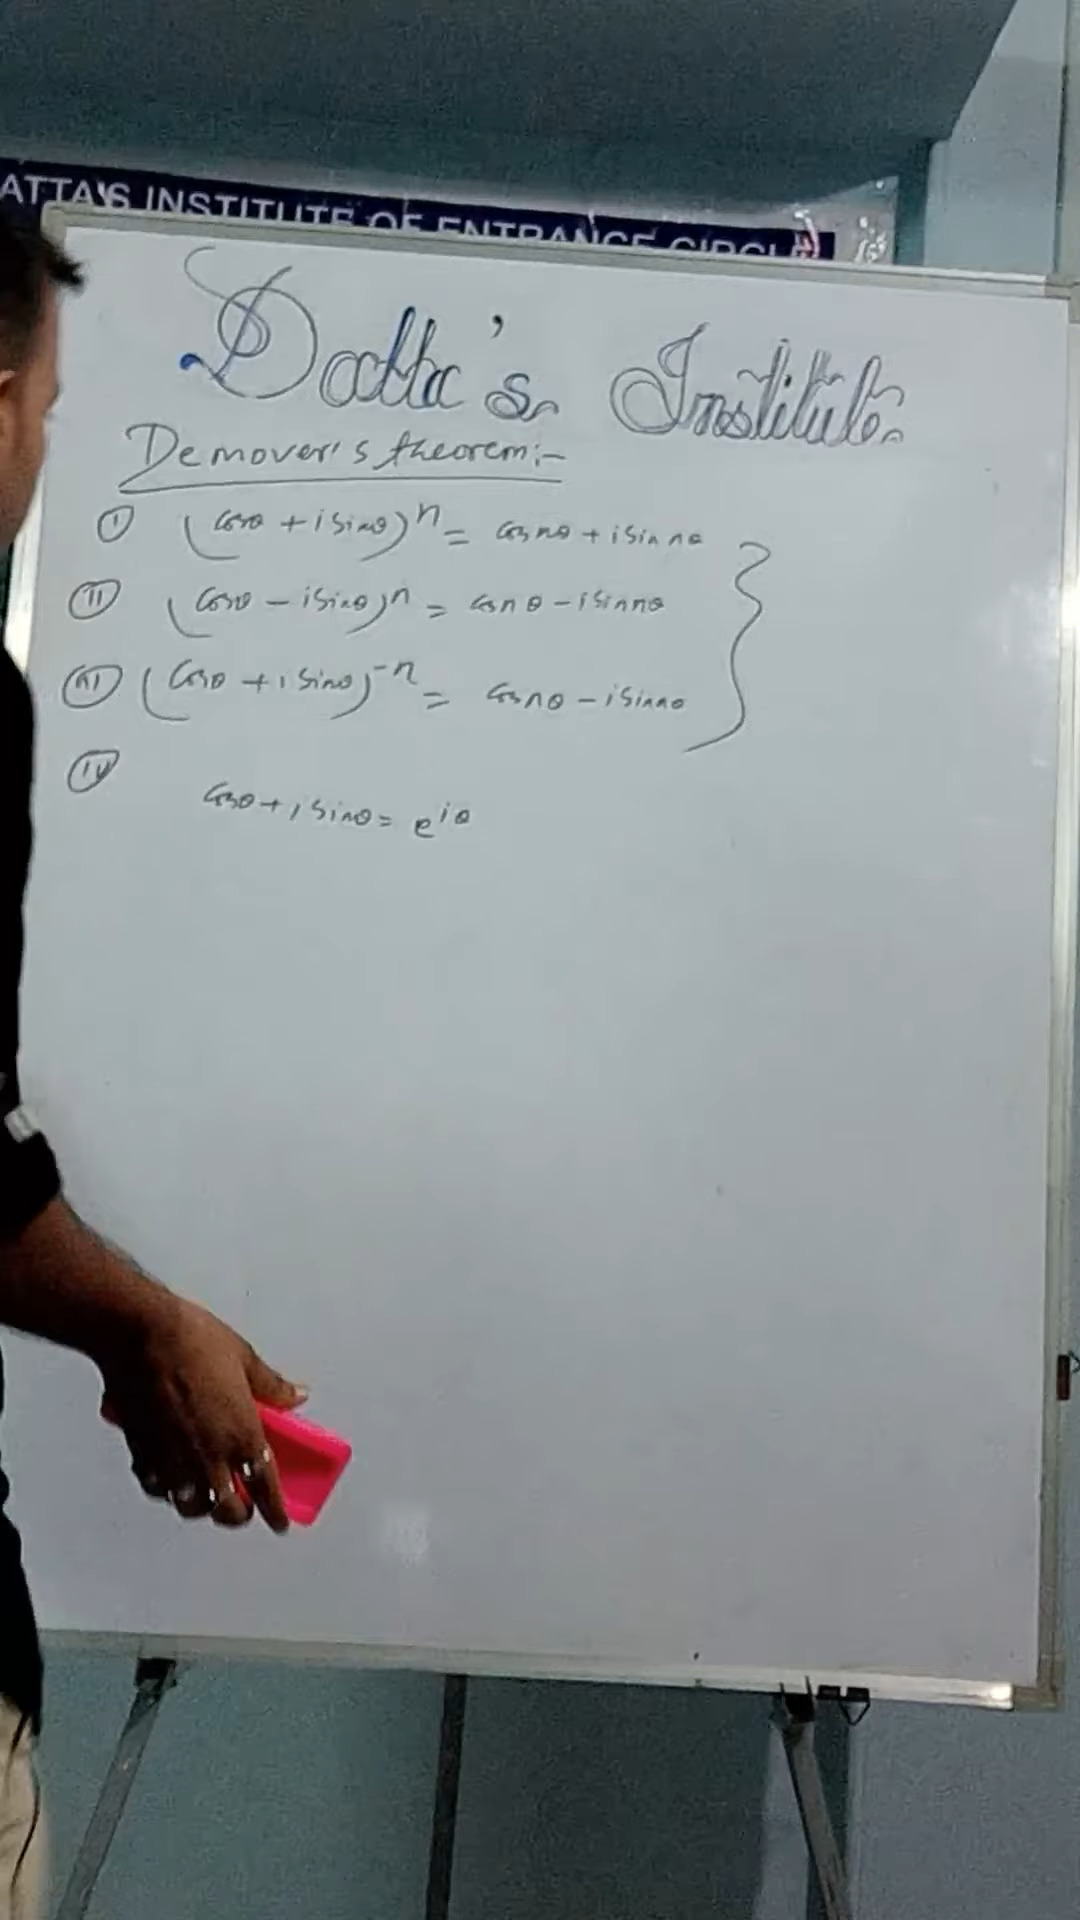 ATTA'S INSTITUTE OF ENTRANCE CIRCLE
Datta's Institute
Demover's theorem:-
(i) (cosθ + i sinθ)^n = cos nθ + i sin nθ
(ii) (cosθ - i sinθ)^n = cos nθ - i sin nθ
(iii) (cosθ + i sinθ)^-n = cos nθ - i sin nθ
(iv)
cosθ + i sinθ = e^iθ